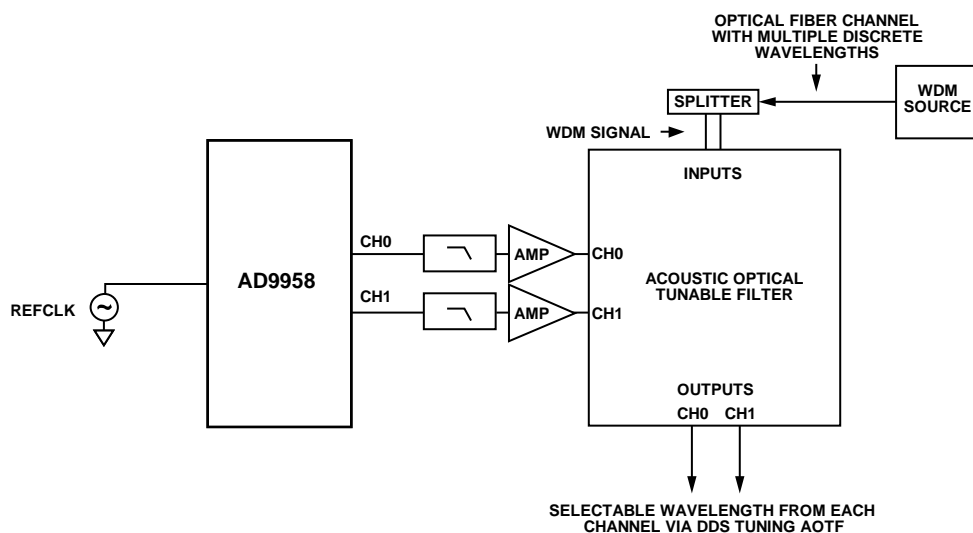 OPTICAL FIBER CHANNEL
WITH MULTIPLE DISCRETE
WAVELENGTHS
WDM
SOURCE
SPLITTER
WDM SIGNAL
INPUTS
CH0
AMP
CH0
AD9958
ACOUSTIC OPTICAL
TUNABLE FILTER
CH1
AMP
CH1
REFCLK
OUTPUTS
CH0 CH1
SELECTABLE WAVELENGTH FROM EACH
CHANNEL VIA DDS TUNING AOTF